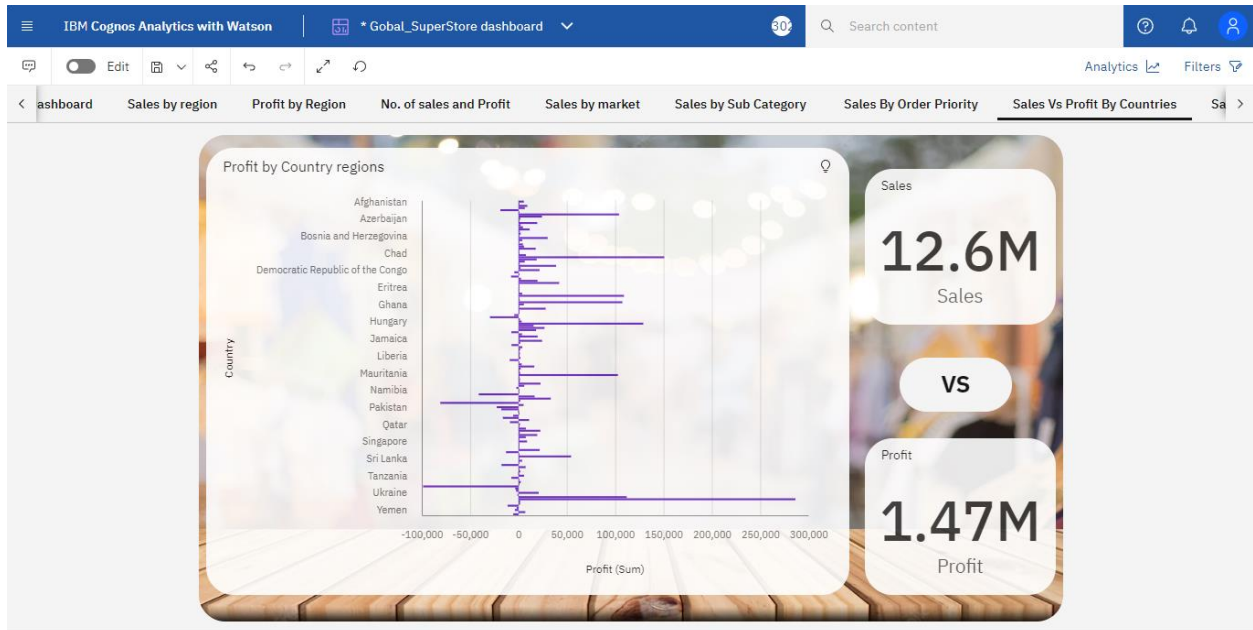 IBM Cognos Analytics with Watson
* Gobal_SuperStore dashboard
Search content
Edit
Analytics
Filters
ashboard
Sales by region
Profit by Region
No. of sales and Profit
Sales by market
Sales by Sub Category
Sales By Order Priority
Sales Vs Profit By Countries
Sa
Profit by Country regions
Country
Afghanistan
Azerbaijan
Bosnia and Herzegovina
Chad
Democratic Republic of the Congo
Eritrea
Ghana
Hungary
Jamaica
Liberia
Mauritania
Namibia
Pakistan
Qatar
Singapore
Sri Lanka
Tanzania
Ukraine
Yemen
-100,000 -50,000 0 50,000 100,000 150,000 200,000 250,000 300,000
Profit (Sum)
Sales
12.6M
Sales
VS
Profit
1.47M
Profit